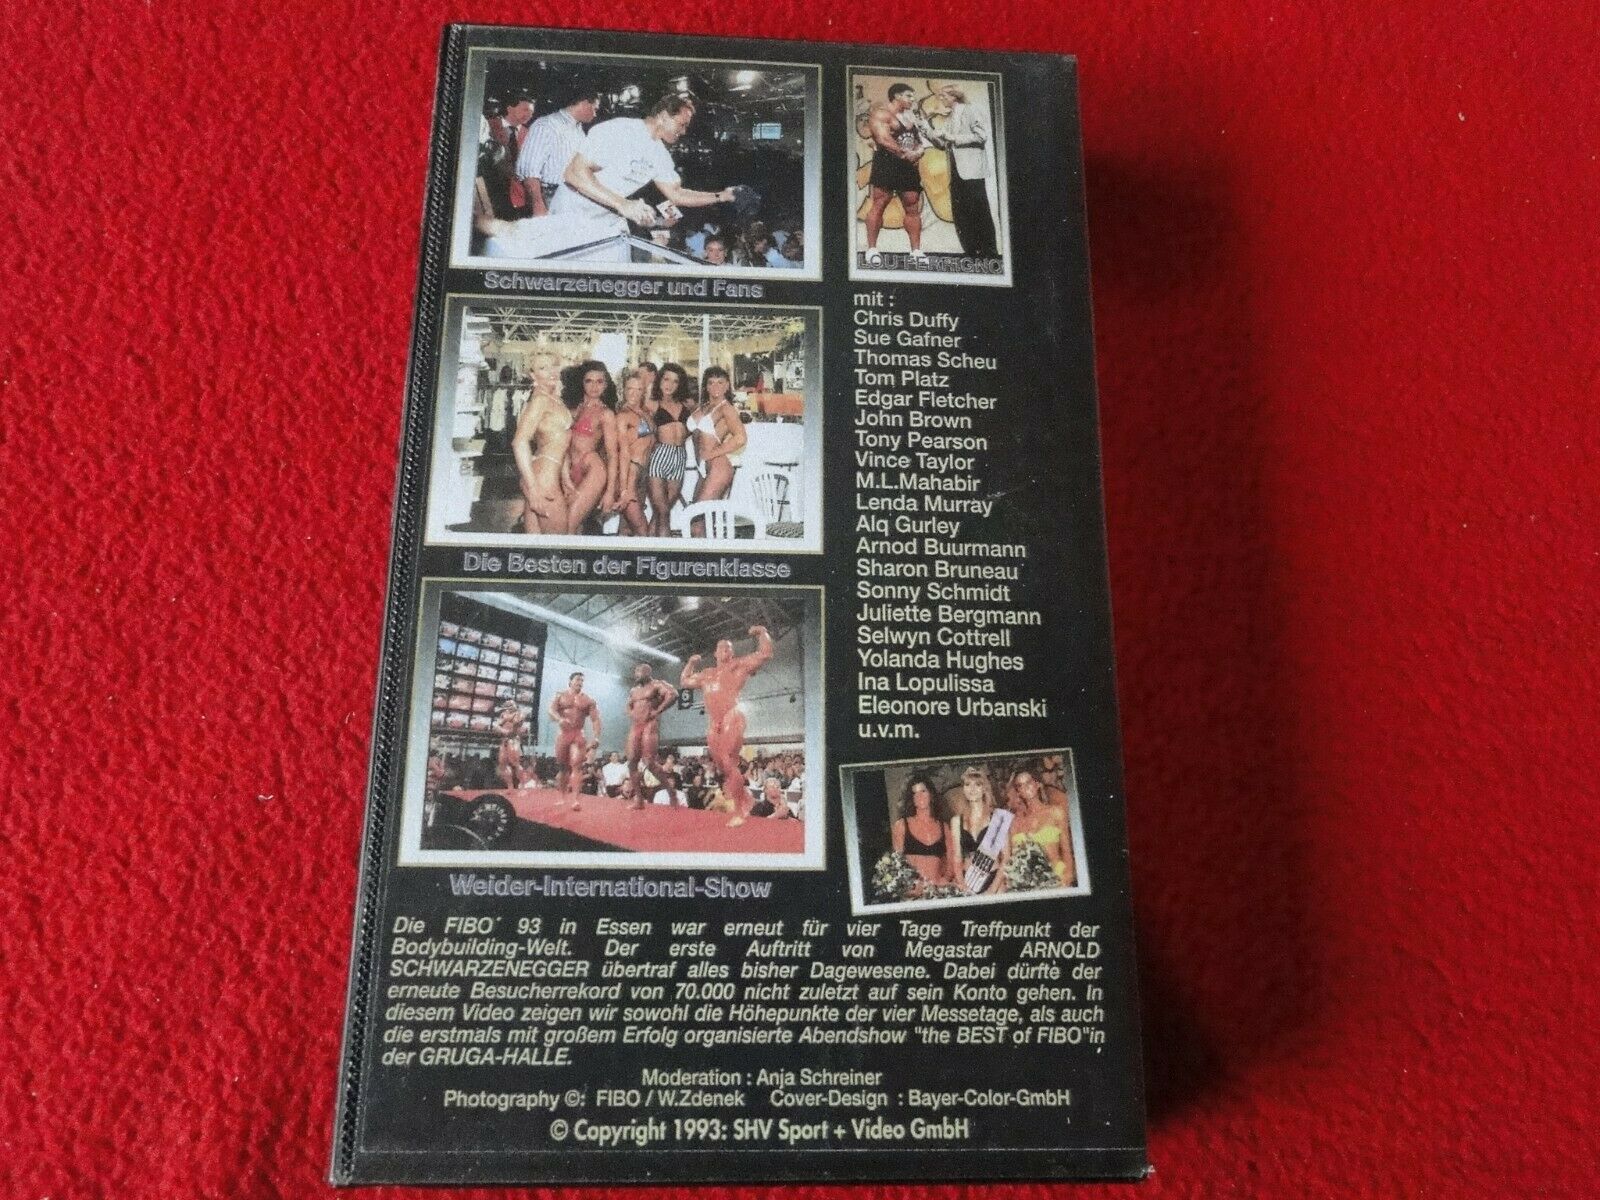 Schwarzenegger und Fans
LOU FERRIGNO
Die Besten der Figurenklasse
Weider-International-Show
mit :
Chris Duffy
Sue Gafner
Thomas Scheu
Tom Platz
Edgar Fletcher
John Brown
Tony Pearson
Vince Taylor
M.L.Mahabir
Lenda Murray
Alq Gurley
Arnod Buurmann
Sharon Bruneau
Sonny Schmidt
Juliette Bergmann
Selwyn Cottrell
Yolanda Hughes
Ina Lopulissa
Eleonore Urbanski
u.v.m.
Die FIBO´ 93 in Essen war erneut für vier Tage Treffpunkt der
Bodybuilding-Welt. Der erste Auftritt von Megastar ARNOLD
SCHWARZENEGGER übertraf alles bisher Dagewesene. Dabei dürfte der
erneute Besucherrekord von 70.000 nicht zuletzt auf sein Konto gehen. In
diesem Video zeigen wir sowohl die Höhepunkte der vier Messetage, als auch
die erstmals mit großem Erfolg organisierte Abendshow "the BEST of FIBO"in
der GRUGA-HALLE.
Moderation : Anja Schreiner
Photography ©: FIBO / W.Zdenek Cover-Design : Bayer-Color-GmbH
© Copyright 1993: SHV Sport + Video GmbH